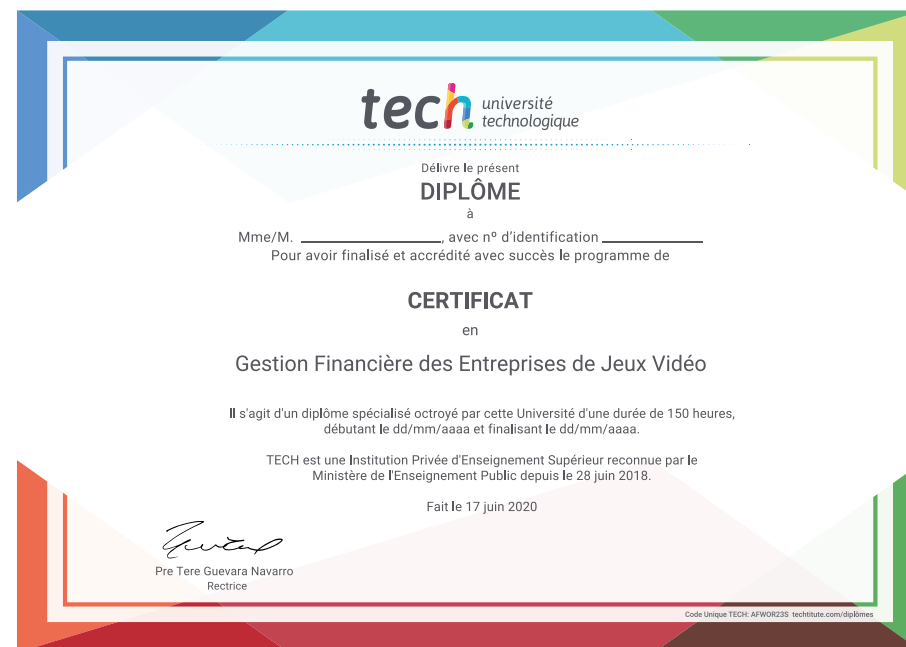 tech université
technologique
Délivre le présent
DIPLÔME
à
Mme/M. ____________________, avec nº d'identification ______________
Pour avoir finalisé et accrédité avec succès le programme de
CERTIFICAT
en
Gestion Financière des Entreprises de Jeux Vidéo
Il s'agit d'un diplôme spécialisé octroyé par cette Université d'une durée de 150 heures,
débutant le dd/mm/aaaa et finalisant le dd/mm/aaaa.
TECH est une Institution Privée d'Enseignement Supérieur reconnue par le
Ministère de l'Enseignement Public depuis le 28 juin 2018.
Fait le 17 juin 2020
Pre Tere Guevara Navarro
Rectrice
Code Unique TECH: AFWOR23S techtitute.com/diplômes